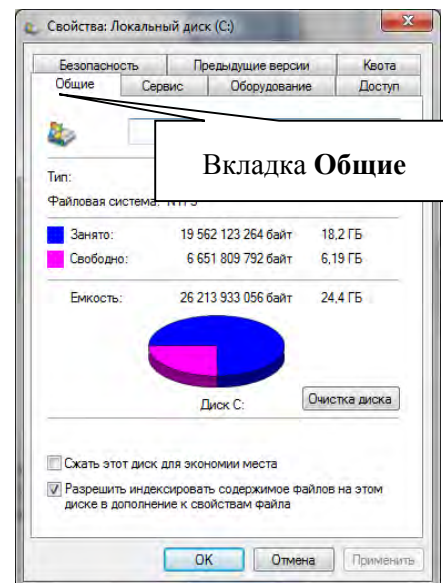 Свойства: Локальный диск (C:)
Безопасность Предыдущие версии Квота
Общие Сервис Оборудование Доступ
Вкладка Общие
Тип:
Файловая система: NTFS
Занято: 19 562 123 264 байт 18,2 ГБ
Свободно: 6 651 809 792 байт 6,19 ГБ
Емкость: 26 213 933 056 байт 24,4 ГБ
Диск C: Очистка диска
Сжать этот диск для экономии места
Разрешить индексировать содержимое файлов на этом
диске в дополнение к свойствам файла
OK Отмена Применить